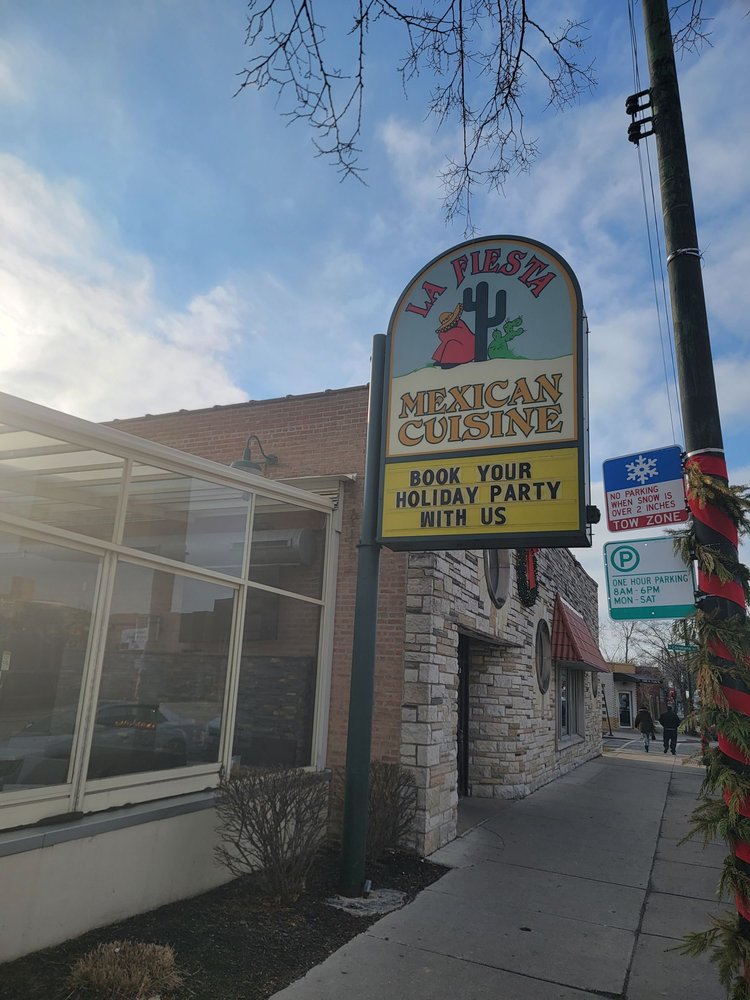 LA FIESTA
MEXICAN
CUISINE
BOOK YOUR
HOLIDAY PARTY
WITH US
NO PARKING
WHEN SNOW IS
OVER 2 INCHES
TOW ZONE
P
ONE HOUR PARKING
8AM-6PM
MON-SAT